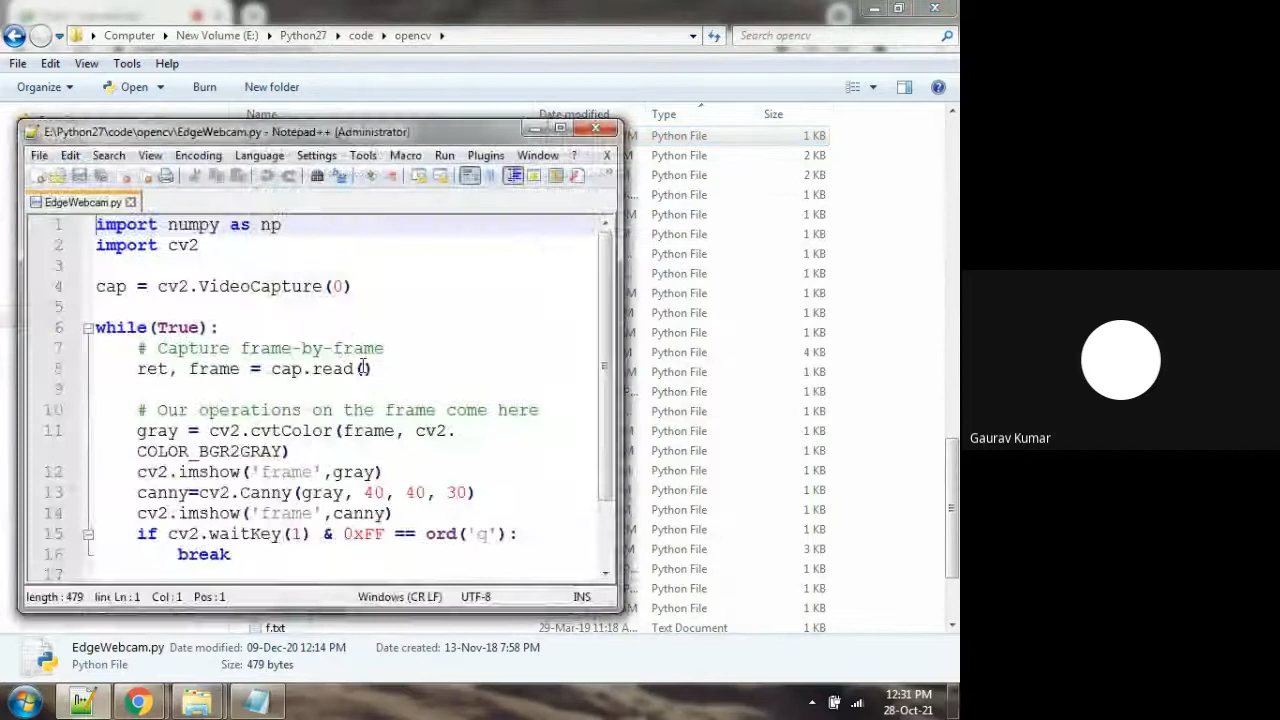 Computer
New Volume (E:)
Python27
code
opencv
Search opencv
File Edit View Tools Help
Organize Open Burn New folder
Name Date modified Type Size
E:\Python27\code\opencv\EdgeWebcam.py - Notepad++ [Administrator]
File Edit Search View Encoding Language Settings Tools Macro Run Plugins Window ? X
EdgeWebcam.py
1 import numpy as np
2 import cv2
3
4 cap = cv2.VideoCapture(0)
5
6 while(True):
7 # Capture frame-by-frame
8 ret, frame = cap.read()
9
10 # Our operations on the frame come here
11 gray = cv2.cvtColor(frame, cv2.
COLOR_BGR2GRAY)
12 cv2.imshow('frame',gray)
13 canny=cv2.Canny(gray, 40, 40, 30)
14 cv2.imshow('frame',canny)
15 if cv2.waitKey(1) & 0xFF == ord('q'):
16 break
17
length : 479 Ln : 1 Col : 1 Pos : 1 Windows (CR LF) UTF-8 INS
Python File 1 KB
Python File 2 KB
Python File 2 KB
Python File 1 KB
Python File 1 KB
Python File 1 KB
Python File 1 KB
Python File 1 KB
Python File 1 KB
Python File 1 KB
Python File 1 KB
Python File 4 KB
Python File 1 KB
Python File 1 KB
Python File 1 KB
Python File 1 KB
Python File 1 KB
Python File 1 KB
Python File 1 KB
Python File 1 KB
Python File 1 KB
Python File 3 KB
Python File 1 KB
Python File 1 KB
Python File 1 KB
f.txt 29-Mar-19 11:18 A... Text Document 1 KB
EdgeWebcam.py Date modified: 09-Dec-20 12:14 PM Date created: 13-Nov-18 7:58 PM
Python File Size: 479 bytes
12:31 PM
28-Oct-21
Gaurav Kumar